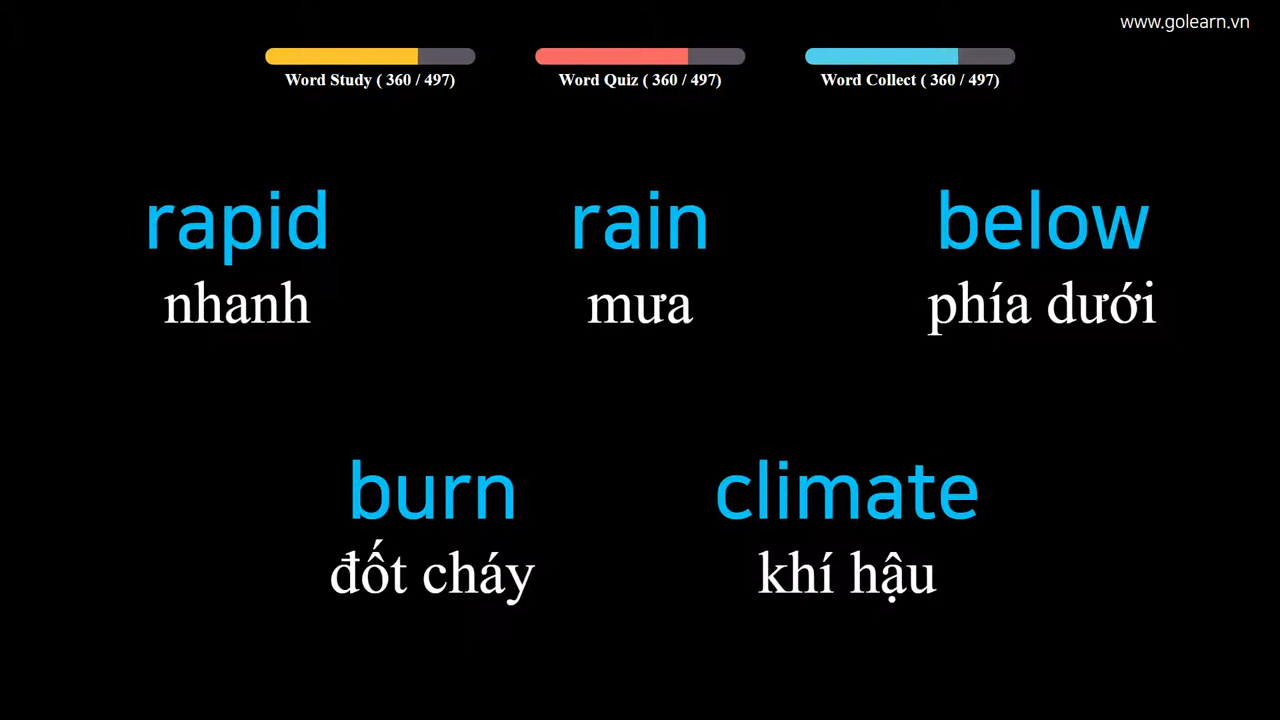 www.golearn.vn
Word Study ( 360 / 497)
Word Quiz ( 360 / 497)
Word Collect ( 360 / 497)
rapid
nhanh
rain
mưa
below
phía dưới
burn
đốt cháy
climate
khí hậu